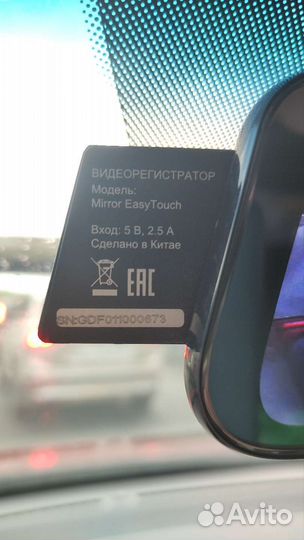 ВИДЕОРЕГИСТРАТОР
Модель:
Mirror EasyTouch
Вход: 5 В, 2.5 А
Сделано в Китае
EAC
SN:GDF011000673
Avito